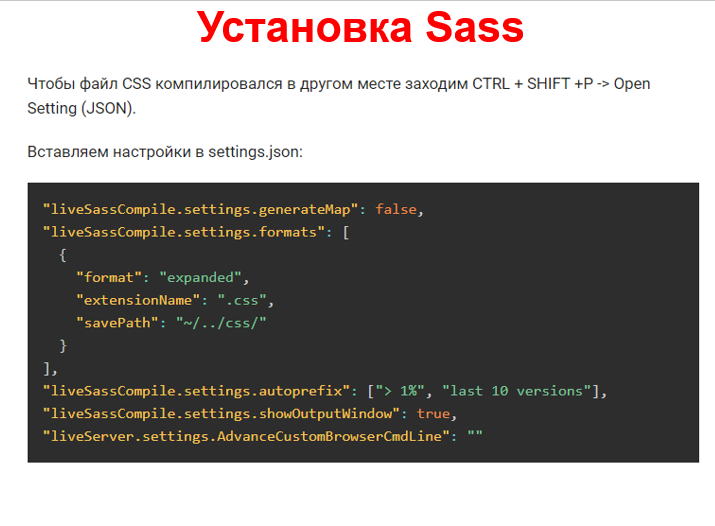 Установка Sass
Чтобы файл CSS компилировался в другом месте заходим CTRL + SHIFT +P -> Open
Setting (JSON).
Вставляем настройки в settings.json:
"liveSassCompile.settings.generateMap": false,
"liveSassCompile.settings.formats": [
  {
    "format": "expanded",
    "extensionName": ".css",
    "savePath": "~/../css/"
  }
],
"liveSassCompile.settings.autoprefix": ["> 1%", "last 10 versions"],
"liveSassCompile.settings.showOutputWindow": true,
"liveServer.settings.AdvanceCustomBrowserCmdLine": ""